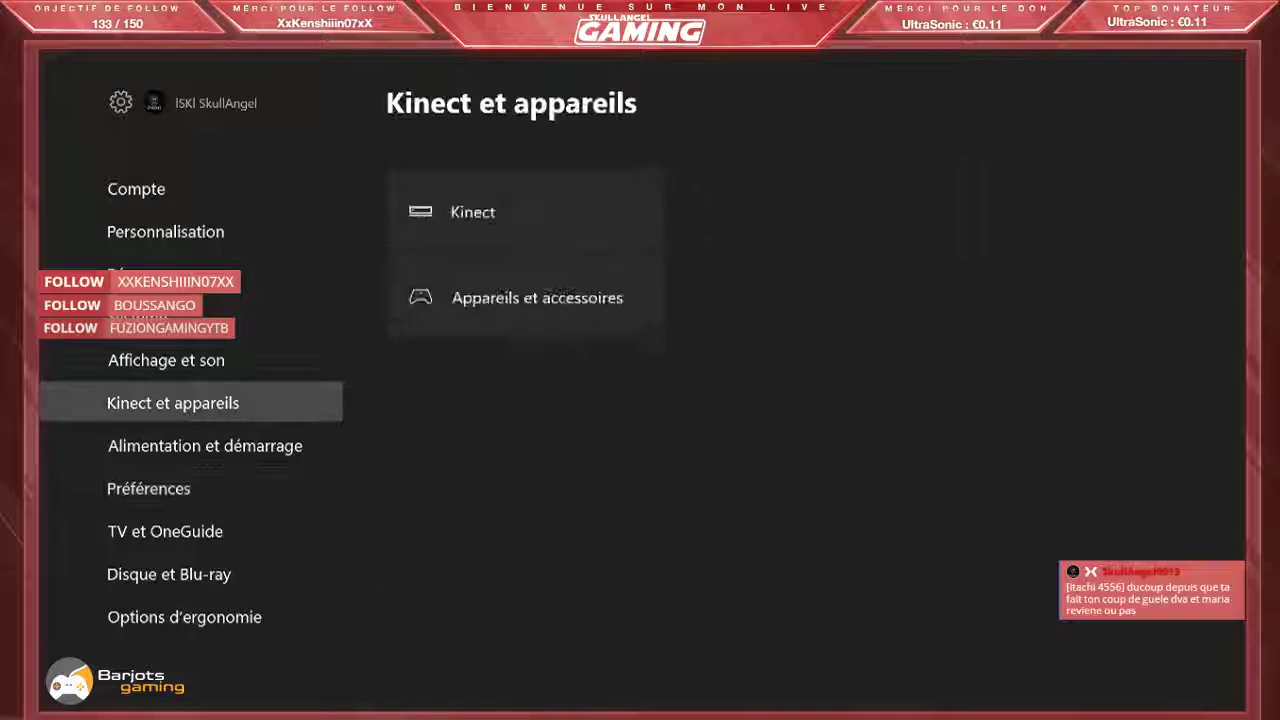 OBJECTIF DE FOLLOW
133 / 150
MERCI POUR LE FOLLOW
XxKenshiiin07xX
BIENVENUE SUR MON LIVE
SKULLANGEL
GAMING
MERCI POUR LE DON
UltraSonic : €0.11
TOP DONATEUR
UltraSonic : €0.11
lSKl SkullAngel
Kinect et appareils
Compte
Personnalisation
FOLLOW XXKENSHIIIN07XX
FOLLOW BOUSSANGO
FOLLOW FUZIONGAMINGYTB
Affichage et son
Kinect et appareils
Alimentation et démarrage
Préférences
TV et OneGuide
Disque et Blu-ray
Options d'ergonomie
Kinect
Appareils et accessoires
[itachi 4556] ducoup depuis que ta
fait ton coup de guele dva et maria
reviene ou pas
Barjots
gaming